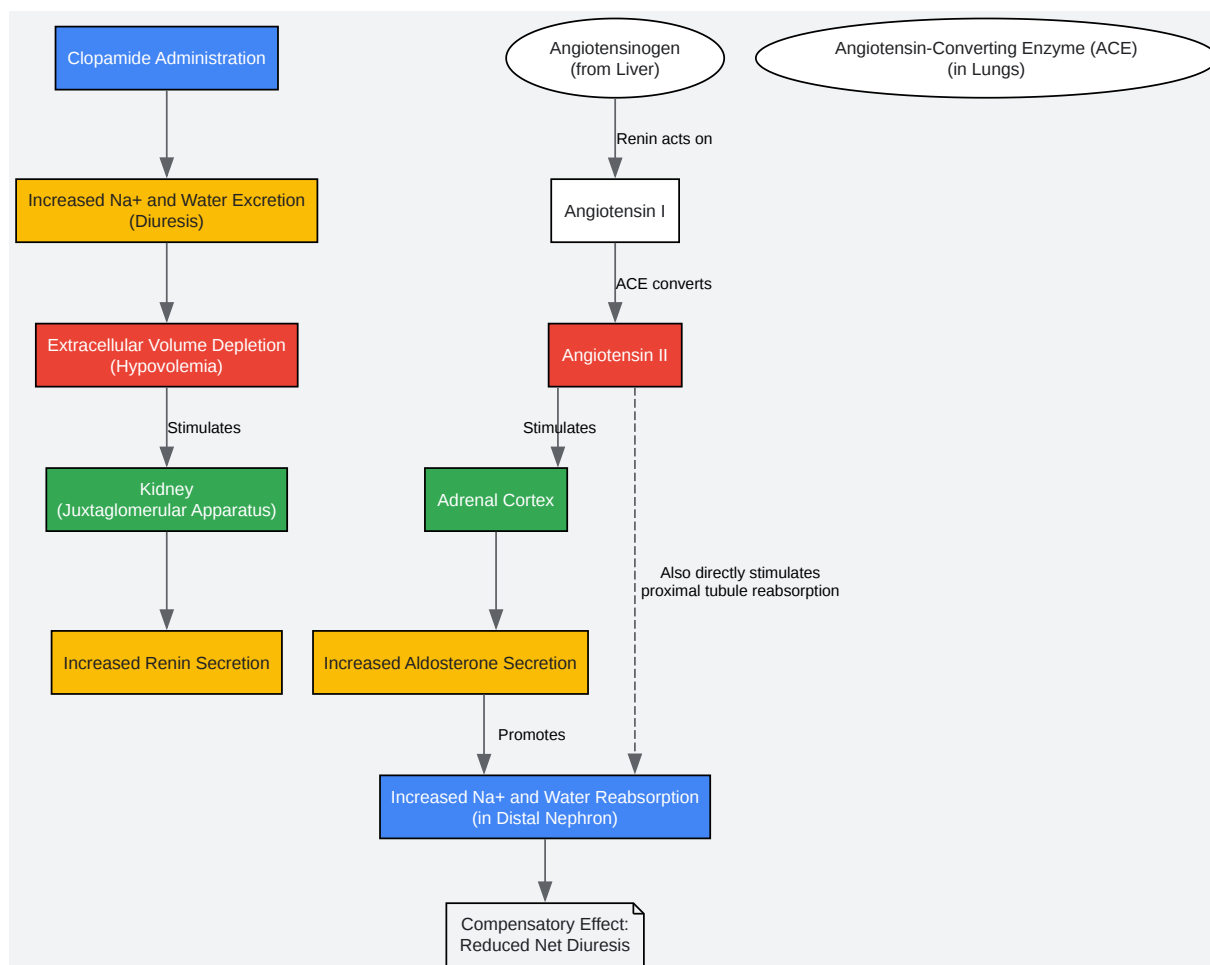 Clopamide Administration
Angiotensinogen
(from Liver)
Angiotensin-Converting Enzyme (ACE)
(in Lungs)
Renin acts on
Increased Na+ and Water Excretion
(Diuresis)
Angiotensin I
ACE converts
Extracellular Volume Depletion
(Hypovolemia)
Angiotensin II
Stimulates
Stimulates
Kidney
(Juxtaglomerular Apparatus)
Adrenal Cortex
Also directly stimulates
proximal tubule reabsorption
Increased Renin Secretion
Increased Aldosterone Secretion
Promotes
Increased Na+ and Water Reabsorption
(in Distal Nephron)
Compensatory Effect:
Reduced Net Diuresis